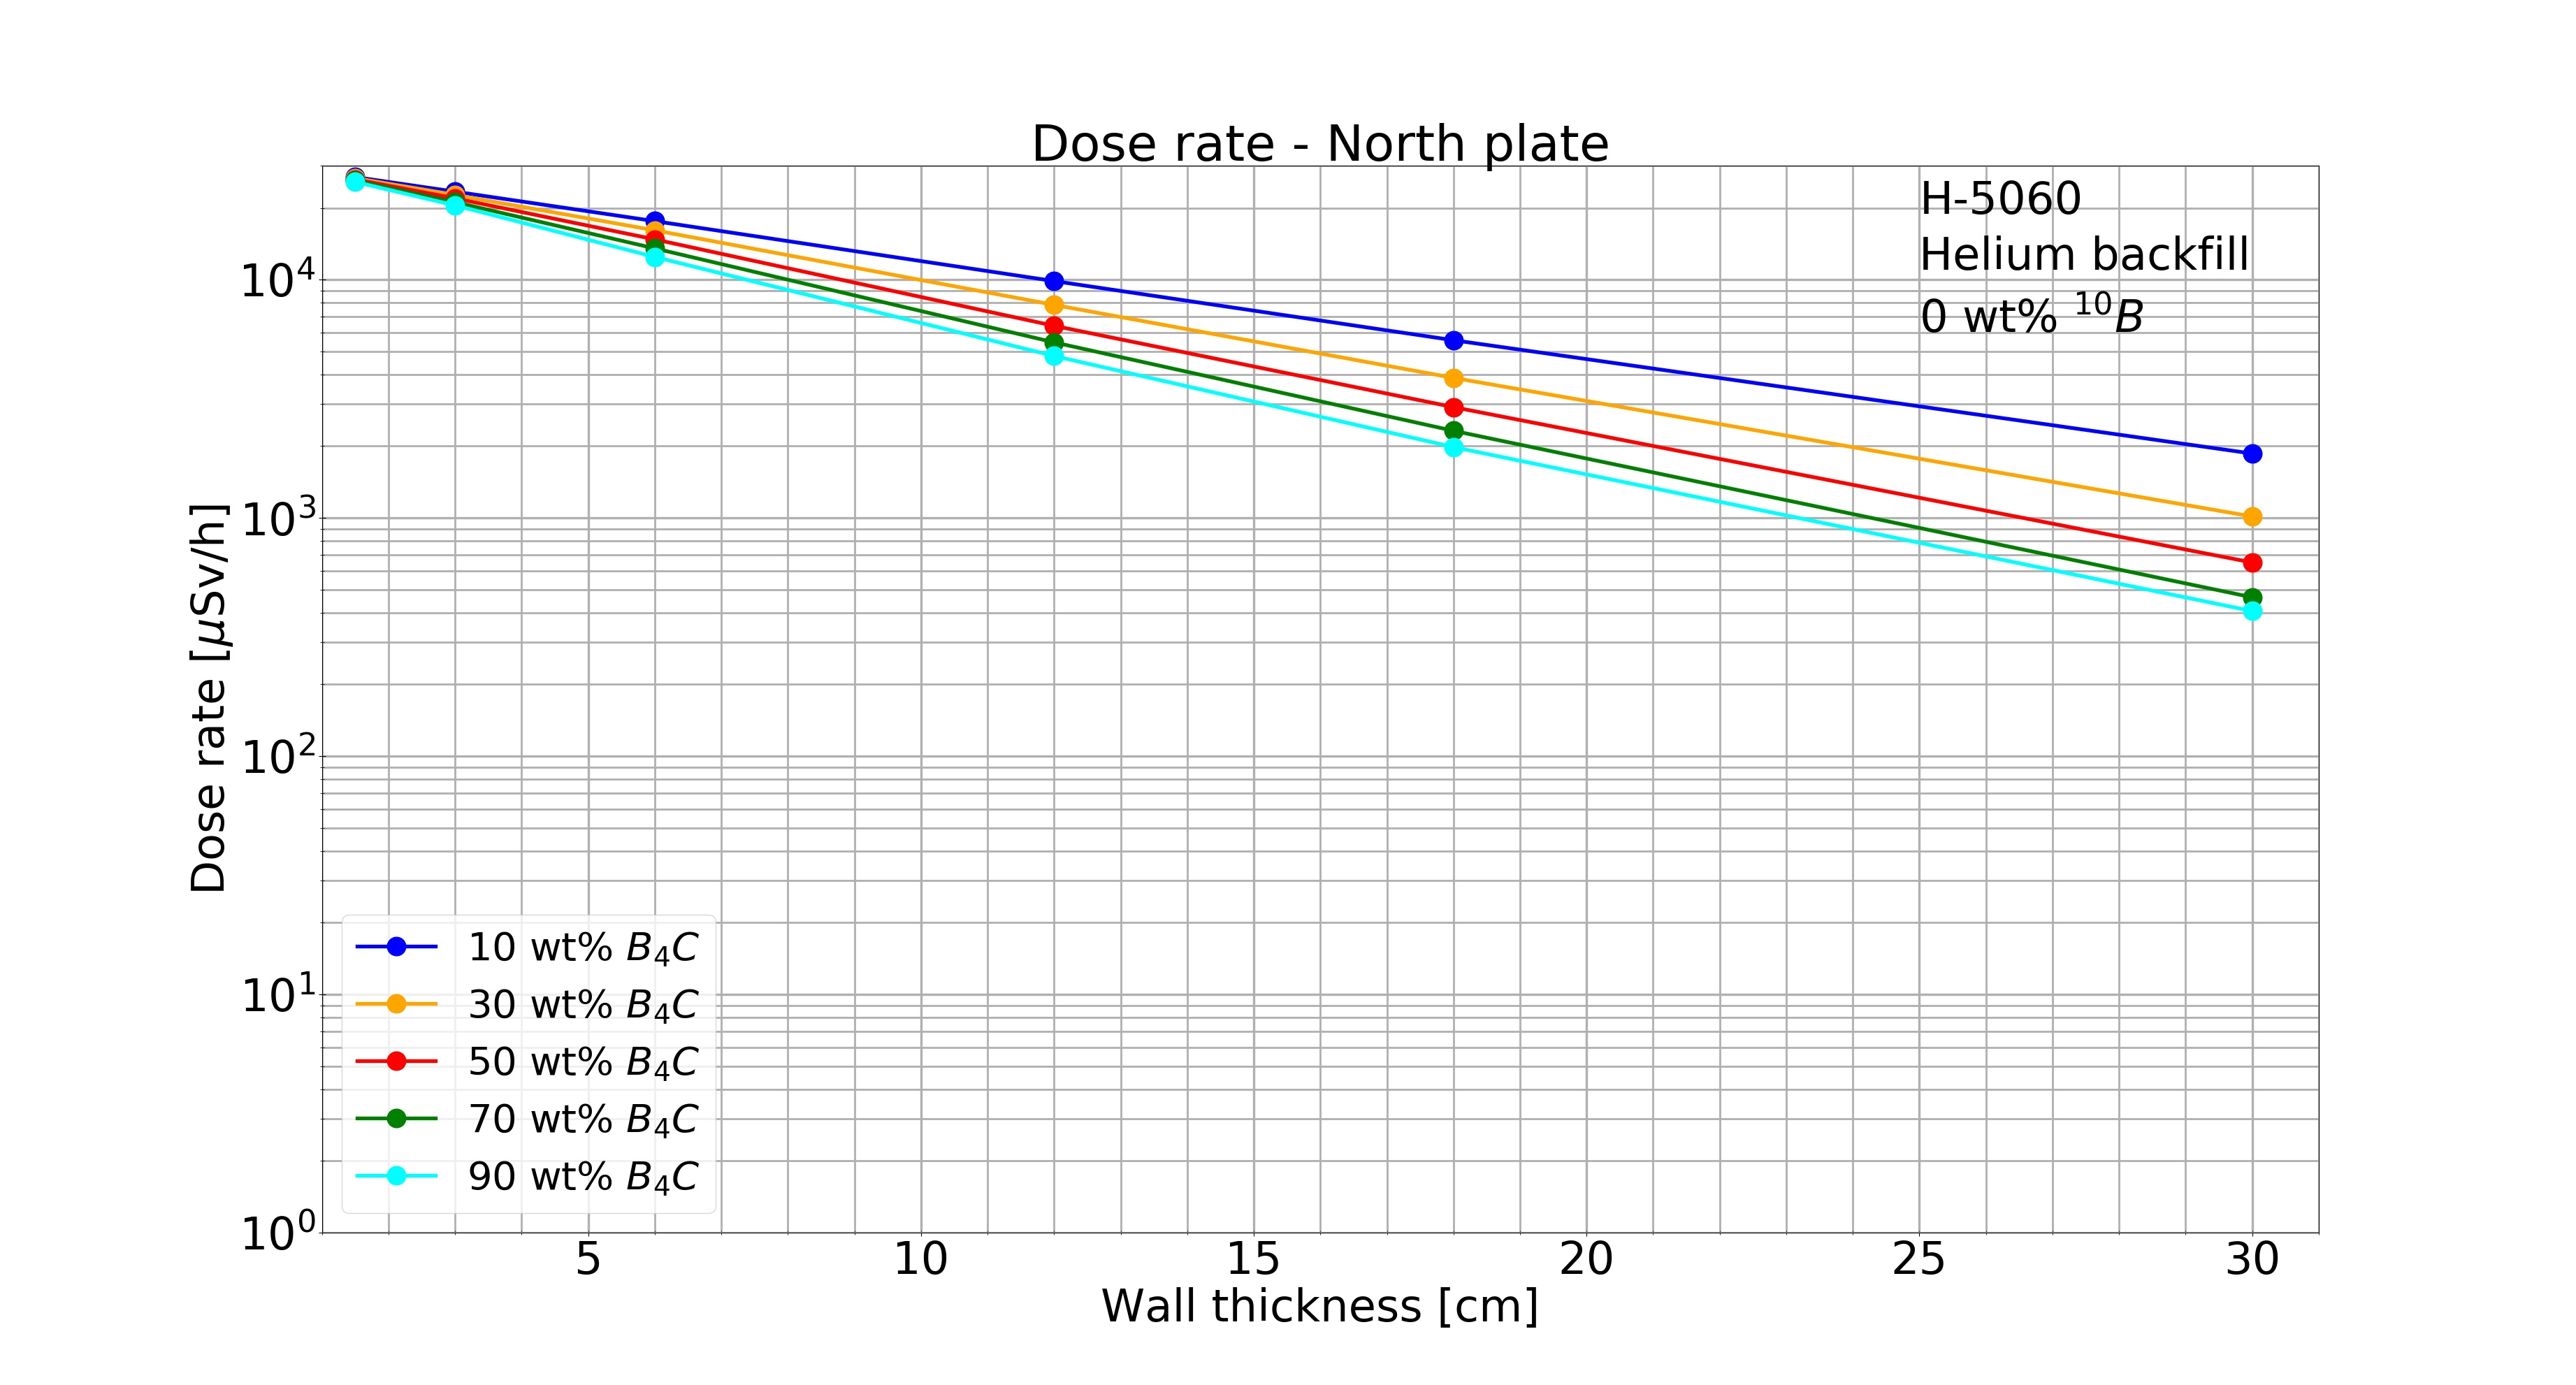 Dose rate - North plate
H-5060
Helium backfill
0 wt% ¹⁰B
Dose rate [μSv/h]
10⁴
10³
10²
10¹
10⁰
10 wt% B₄C
30 wt% B₄C
50 wt% B₄C
70 wt% B₄C
90 wt% B₄C
5 10 15 20 25 30
Wall thickness [cm]